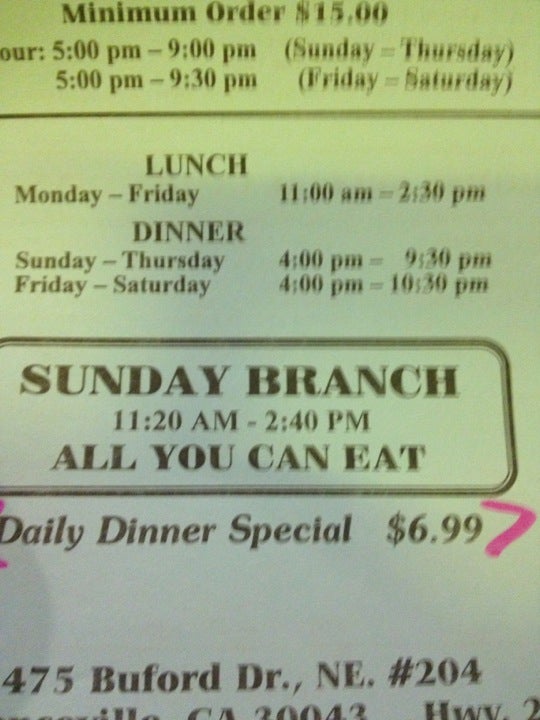 Minimum Order $15.00
our: 5:00 pm – 9:00 pm (Sunday – Thursday)
5:00 pm – 9:30 pm (Friday – Saturday)
LUNCH
Monday – Friday 11:00 am – 2:30 pm
DINNER
Sunday – Thursday 4:00 pm – 9:30 pm
Friday – Saturday 4:00 pm – 10:30 pm
SUNDAY BRANCH
11:20 AM - 2:40 PM
ALL YOU CAN EAT
Daily Dinner Special $6.99
475 Buford Dr., NE. #204
30043 Hwy. 2